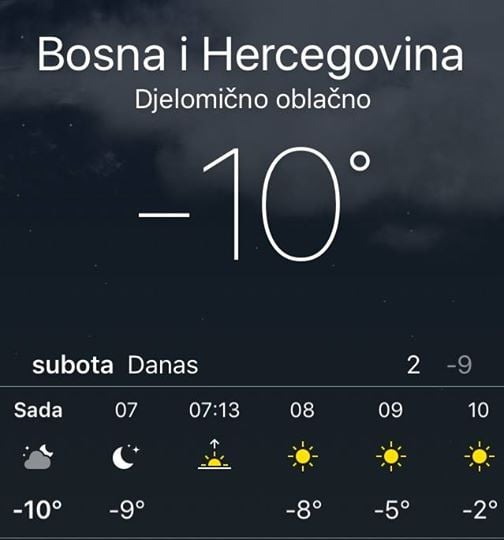 Bosna i Hercegovina
Djelomično oblačno
–10°
subota Danas 2 -9
Sada 07 07:13 08 09 10
-10° -9° -8° -5° -2°